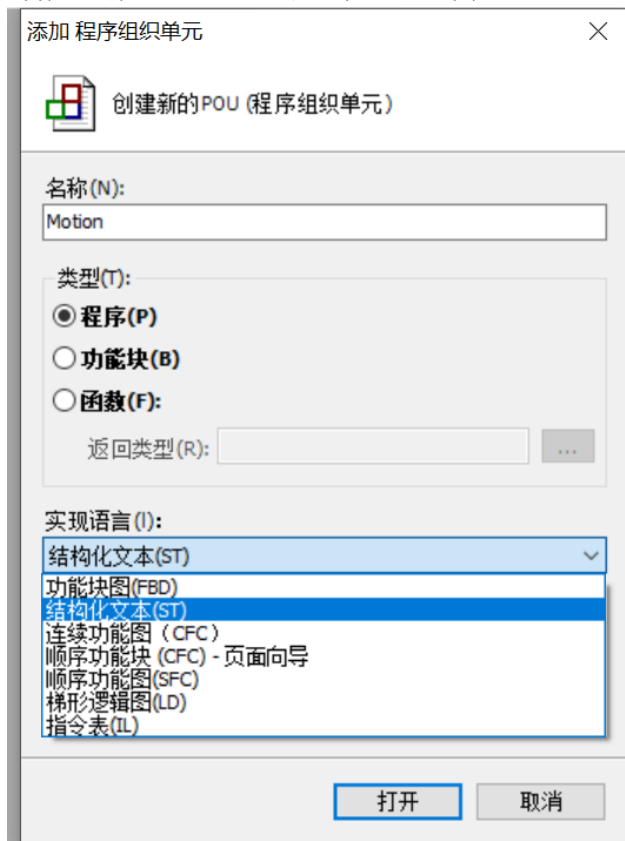 添加 程序组织单元
创建新的POU (程序组织单元)
名称(N):
Motion
类型(T):
程序(P)
功能块(B)
函数(F):
返回类型(R):
...
实现语言(I):
结构化文本(ST)
功能块图(FBD)
结构化文本(ST)
连续功能图（CFC）
顺序功能块 (CFC) - 页面向导
顺序功能图(SFC)
梯形逻辑图(LD)
指令表(IL)
打开 取消